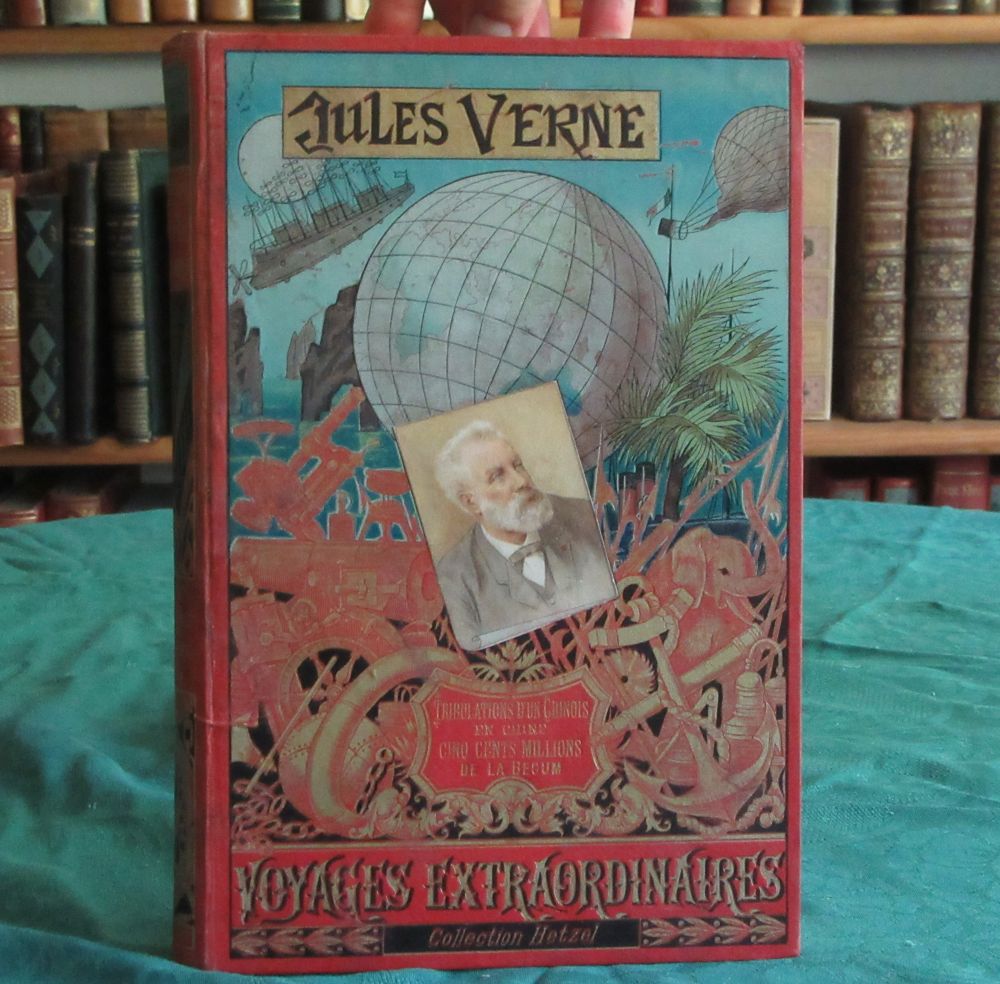 JULES VERNE
TRIBULATIONS D'UN CHINOIS
EN CHINE
CINQ CENTS MILLIONS
DE LA BEGUM
VOYAGES EXTRAORDINAIRES
Collection Hetzel